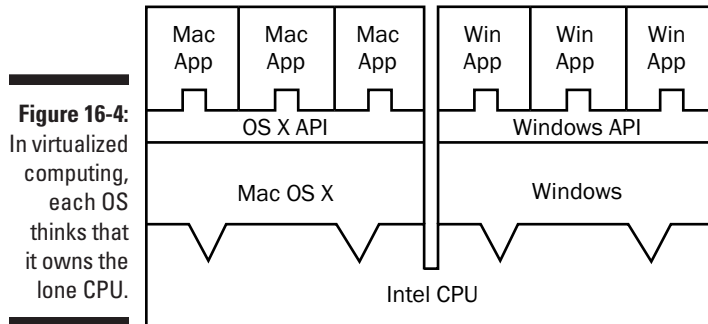 Figure 16-4:
In virtualized
computing,
each OS
thinks that
it owns the
lone CPU.
Mac App
Mac App
Mac App
Win App
Win App
Win App
OS X API
Windows API
Mac OS X
Windows
Intel CPU